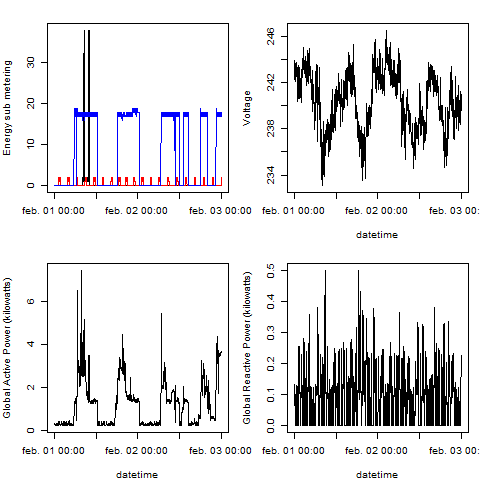 Energy sub metering
0 10 20 30
feb. 01 00:00 feb. 02 00:00 feb. 03 00:00
Voltage
234 238 242 246
feb. 01 00:00 feb. 02 00:00 feb. 03 00:00
datetime
Global Active Power (kilowatts)
0 2 4 6
feb. 01 00:00 feb. 02 00:00 feb. 03 00:00
datetime
Global Reactive Power (kilowatts)
0.0 0.1 0.2 0.3 0.4 0.5
feb. 01 00:00 feb. 02 00:00 feb. 03 00:00
datetime